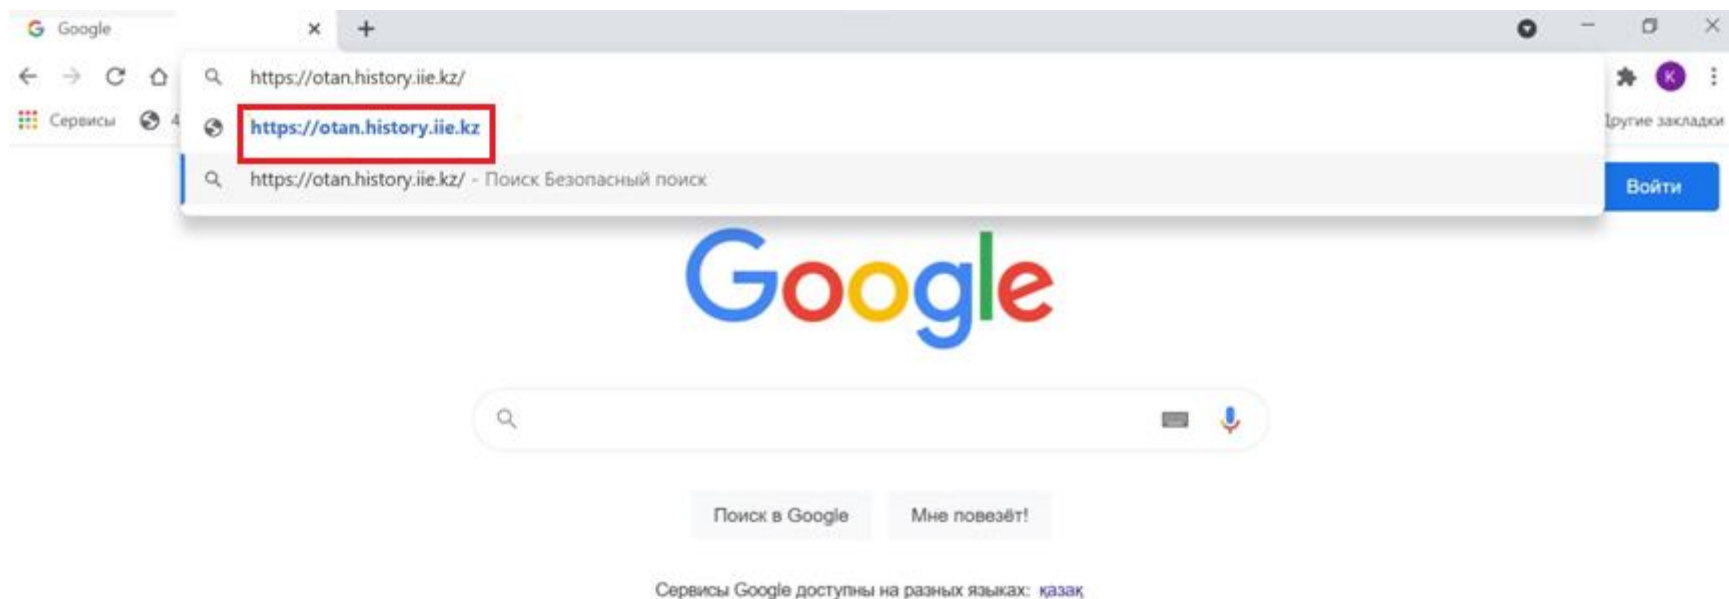 Google
https://otan.history.iie.kz/
Сервисы
https://otan.history.iie.kz
Другие закладки
https://otan.history.iie.kz/ - Поиск Безопасный поиск
Войти
Google
Поиск в Google
Мне повезёт!
Сервисы Google доступны на разных языках: қазақ
K
4